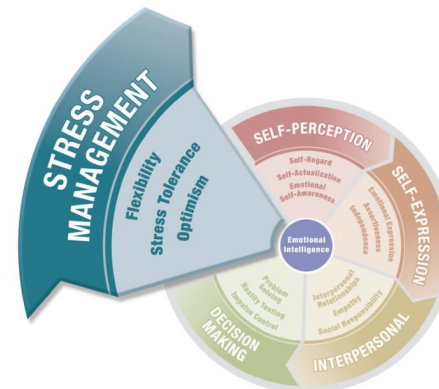 STRESS
MANAGEMENT
Flexibility
Stress Tolerance
Optimism
SELF-PERCEPTION
Self-Regard
Self-Actualization
Emotional
Self-Awareness
SELF-EXPRESSION
Emotional Expression
Assertiveness
Independence
Emotional
Intelligence
INTERPERSONAL
Interpersonal
Relationships
Empathy
Social Responsibility
DECISION
MAKING
Problem
Solving
Reality Testing
Impulse Control